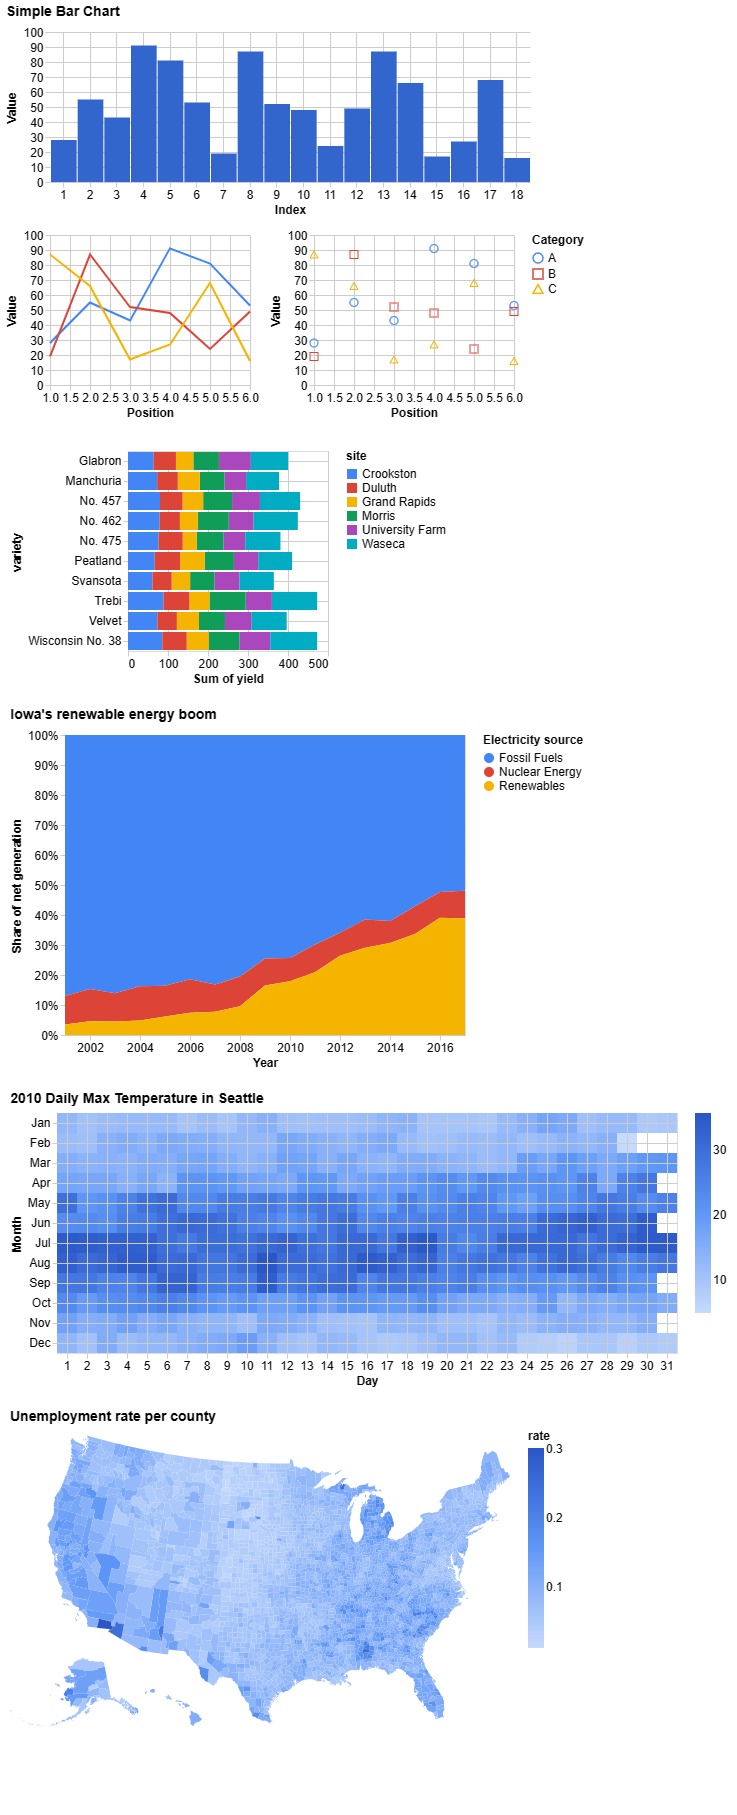 Simple Bar Chart
100
90
80
70
60
50
40
30
20
10
0
Value
1 2 3 4 5 6 7 8 9 10 11 12 13 14 15 16 17 18
Index
100
90
80
70
60
50
40
30
20
10
0
Value
1.0 1.5 2.0 2.5 3.0 3.5 4.0 4.5 5.0 5.5 6.0
Position
100
90
80
70
60
50
40
30
20
10
0
Value
1.0 1.5 2.0 2.5 3.0 3.5 4.0 4.5 5.0 5.5 6.0
Position
Category
A
B
C
variety
Glabron
Manchuria
No. 457
No. 462
No. 475
Peatland
Svansota
Trebi
Velvet
Wisconsin No. 38
0 100 200 300 400 500
Sum of yield
site
Crookston
Duluth
Grand Rapids
Morris
University Farm
Waseca
Iowa's renewable energy boom
100%
90%
80%
70%
60%
50%
40%
30%
20%
10%
0%
Share of net generation
2002 2004 2006 2008 2010 2012 2014 2016
Year
Electricity source
Fossil Fuels
Nuclear Energy
Renewables
2010 Daily Max Temperature in Seattle
Jan
Feb
Mar
Apr
May
Jun
Jul
Aug
Sep
Oct
Nov
Dec
Month
1 2 3 4 5 6 7 8 9 10 11 12 13 14 15 16 17 18 19 20 21 22 23 24 25 26 27 28 29 30 31
Day
30
20
10
Unemployment rate per county
rate
0.3
0.2
0.1